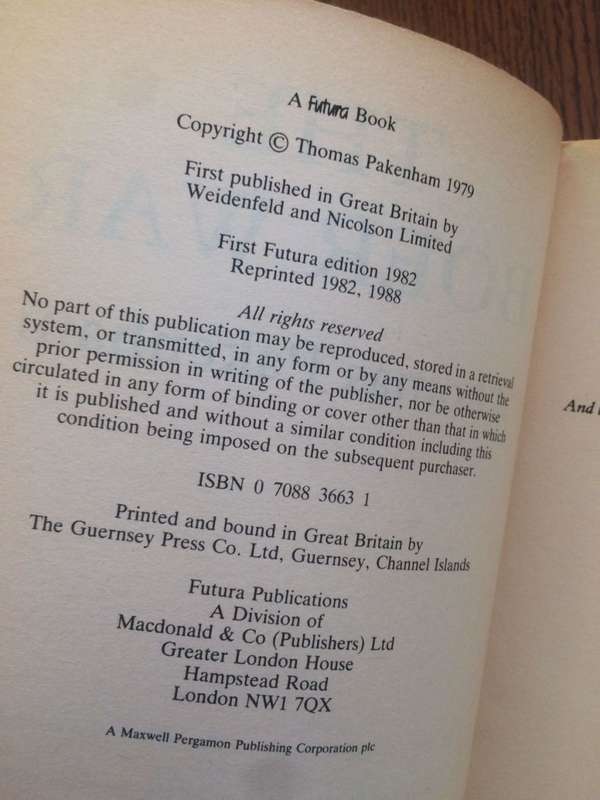 A Futura Book
Copyright © Thomas Pakenham 1979
First published in Great Britain by
Weidenfeld and Nicolson Limited
First Futura edition 1982
Reprinted 1982, 1988
All rights reserved
No part of this publication may be reproduced, stored in a retrieval
system, or transmitted, in any form or by any means without the
prior permission in writing of the publisher, nor be otherwise
circulated in any form of binding or cover other than that in which
it is published and without a similar condition including this
condition being imposed on the subsequent purchaser.
ISBN 0 7088 3663 1
Printed and bound in Great Britain by
The Guernsey Press Co. Ltd, Guernsey, Channel Islands
Futura Publications
A Division of
Macdonald & Co (Publishers) Ltd
Greater London House
Hampstead Road
London NW1 7QX
A Maxwell Pergamon Publishing Corporation plc
And